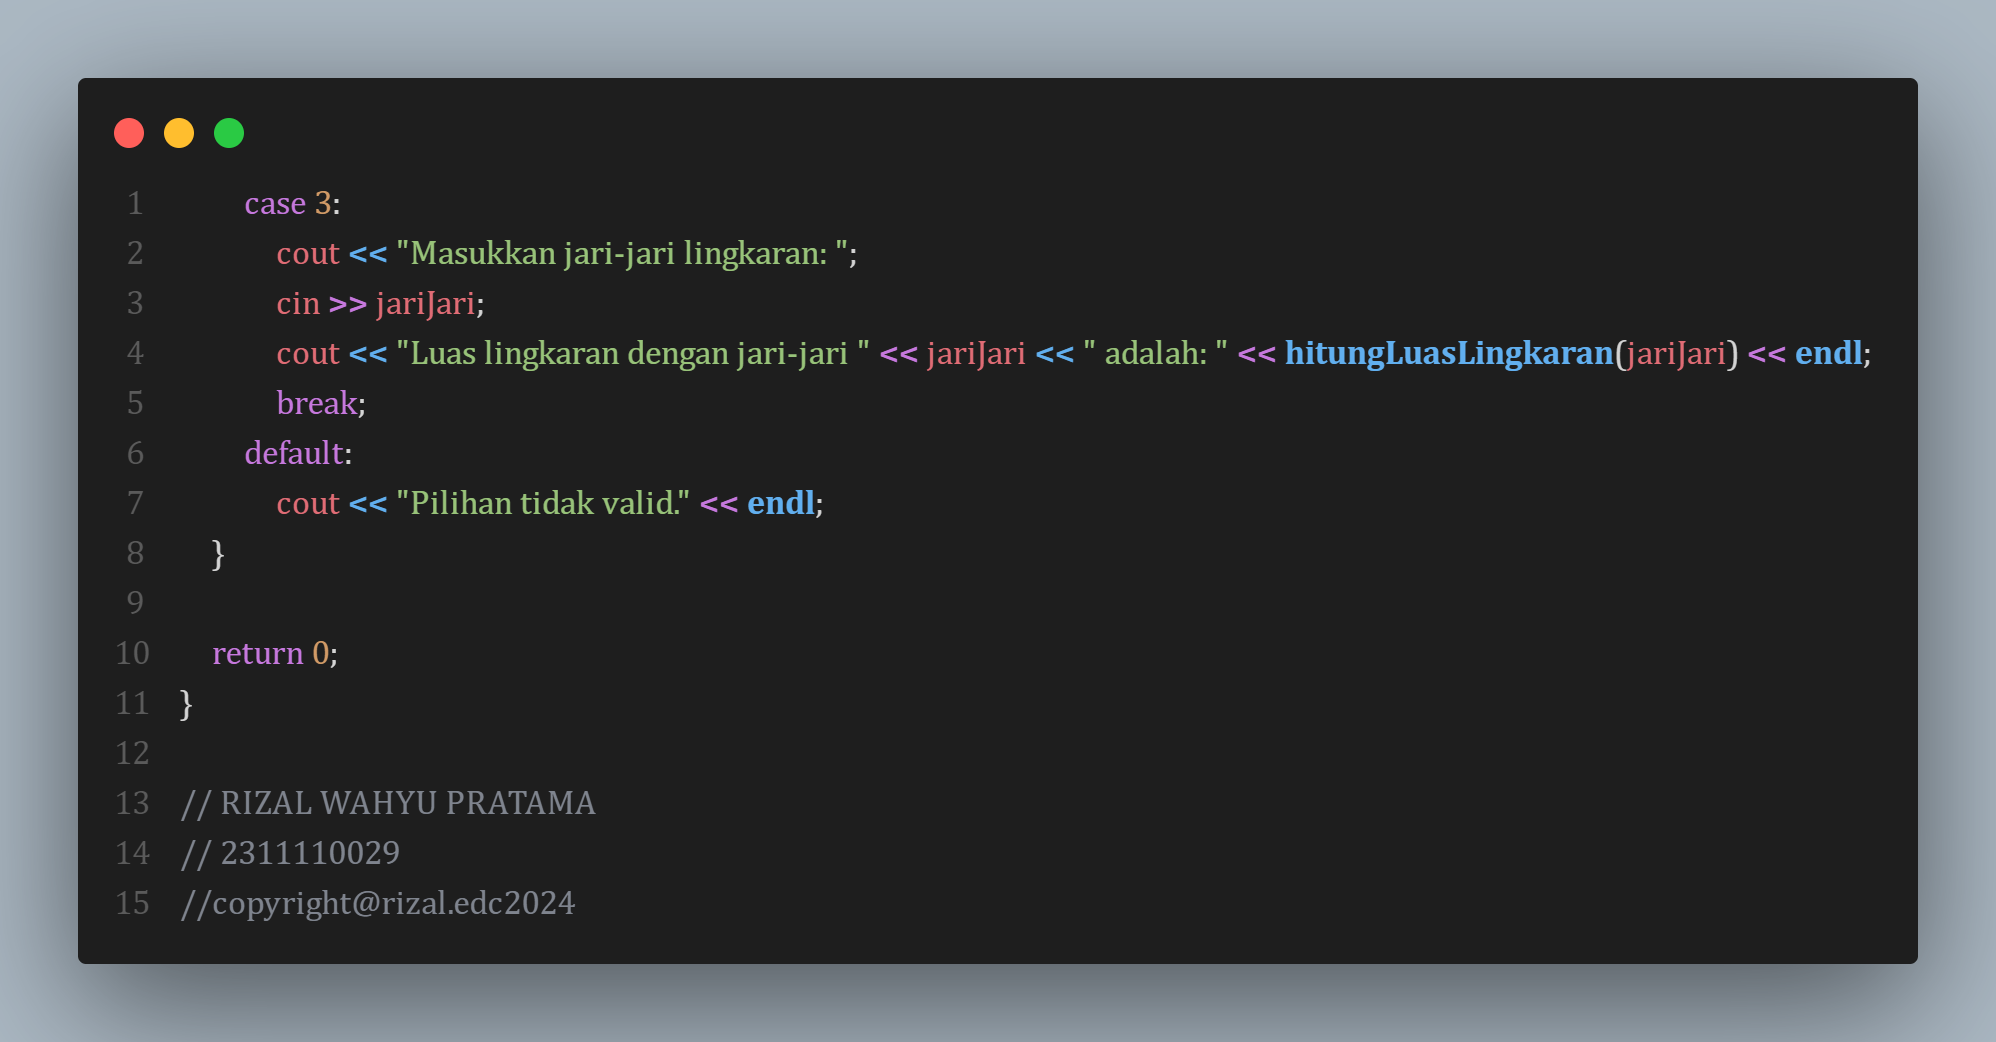 1 case 3:
2 cout << "Masukkan jari-jari lingkaran: ";
3 cin >> jariJari;
4 cout << "Luas lingkaran dengan jari-jari " << jariJari << " adalah: " << hitungLuasLingkaran(jariJari) << endl;
5 break;
6 default:
7 cout << "Pilihan tidak valid." << endl;
8 }
9
10 return 0;
11 }
12
13 // RIZAL WAHYU PRATAMA
14 // 2311110029
15 //copyright@rizal.edc2024